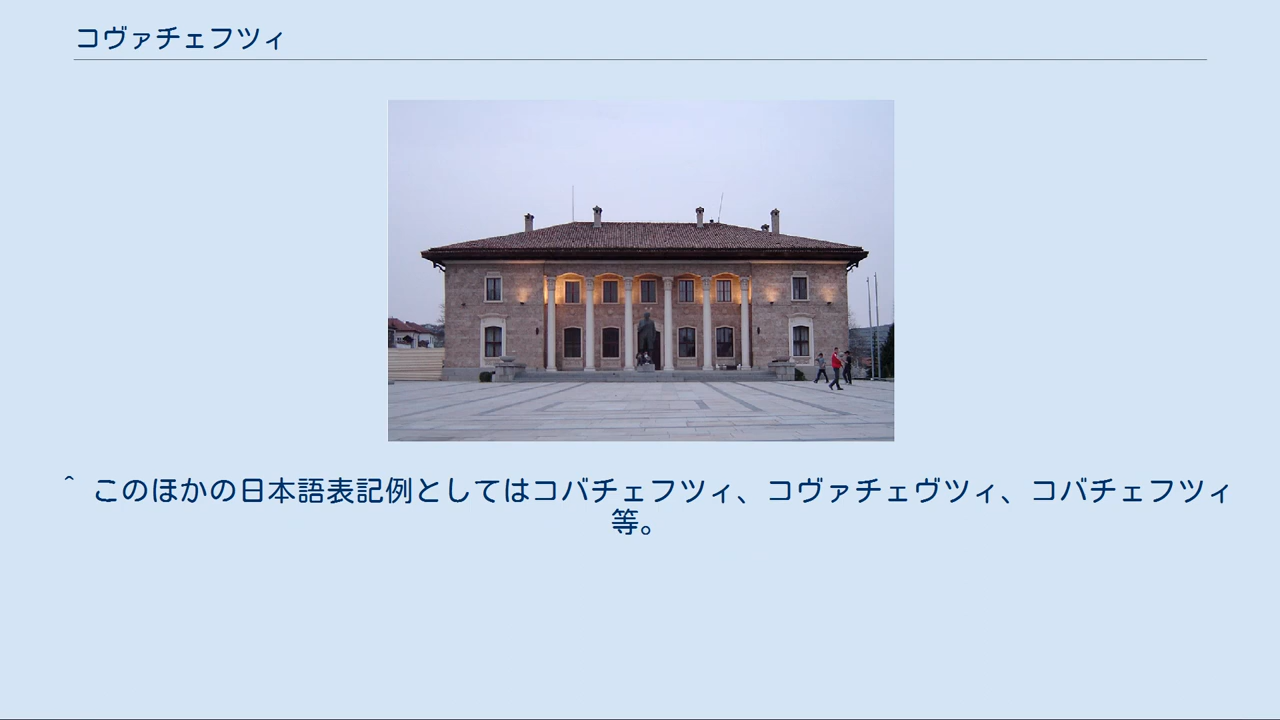 コヴァチェフツィ
^ このほかの日本語表記例としてはコバチェフツィ、コヴァチェヴツィ、コバチェフツィ
等。